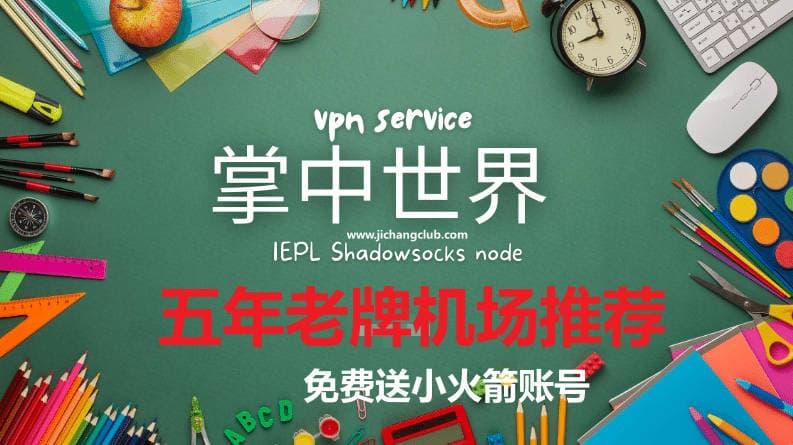 vpn service
掌中世界
www.jichangclub.com
IEPL Shadowsocks node
五年老牌机场推荐
免费送小火箭账号
ABCD